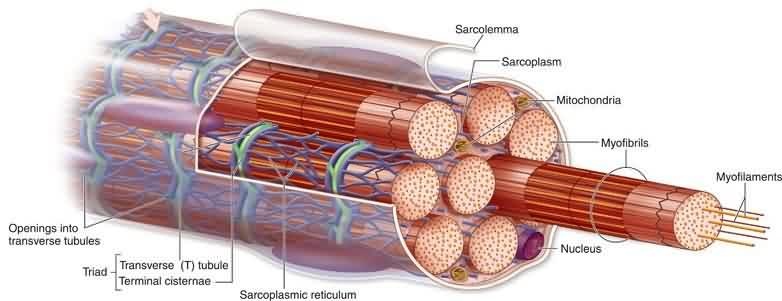 Sarcolemma
Sarcoplasm
Mitochondria
Myofibrils
Myofilaments
Nucleus
Openings into
transverse tubules
Triad
Transverse (T) tubule
Terminal cisternae
Sarcoplasmic reticulum